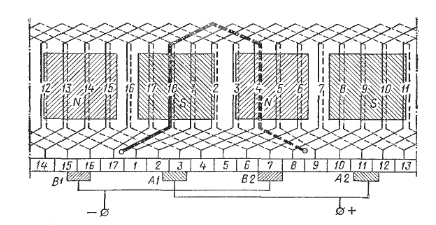 12 13 14 15 16 17 18 1 2 3 4 5 6 7 8 9 10 11
N S N S
14 15 16 17 1 2 3 4 5 6 7 8 9 10 11 12 13
B1 A1 B2 A2
- +